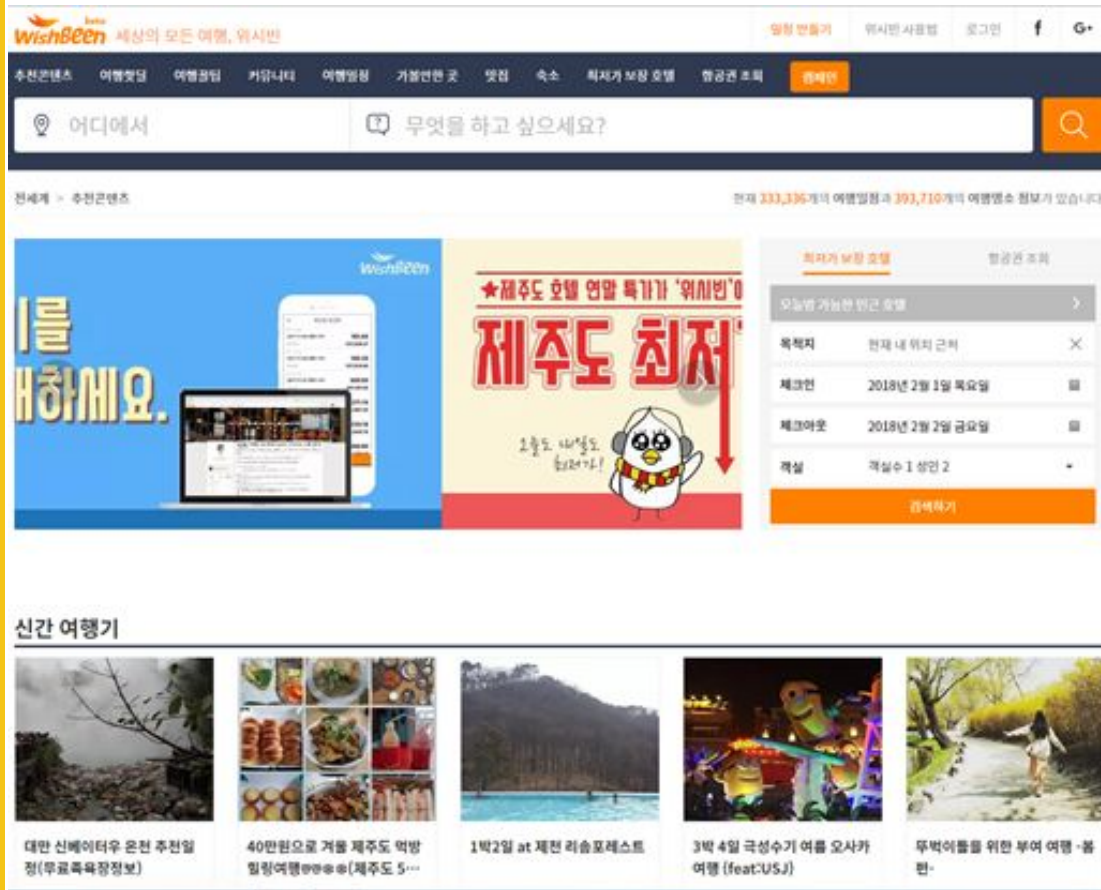 beta
WishBeen 세상의 모든 여행, 위시빈
일정 만들기 위시빈 사용법 로그인 f G+
추천콘텐츠 여행핫딜 여행꿀팁 커뮤니티 여행일정 가볼만한 곳 맛집 숙소 최저가 보장 호텔 항공권 조회 캠페인
어디에서 무엇을 하고 싶으세요?
전세계 > 추천콘텐츠
현재 333,336개의 여행일정과 393,710개의 여행명소 정보가 있습니다
WishBeen
를
하세요.
★제주도 호텔 연말 특가가 '위시빈'
제주도 최저
오늘도 내일도
최저가!
최저가 보장 호텔 항공권 조회
오늘밤 가능한 인근 호텔
목적지 현재 내 위치 근처
체크인 2018년 2월 1일 목요일
체크아웃 2018년 2월 2일 금요일
객실 객실수 1 성인 2
검색하기
신간 여행기
대만 신베이터우 온천 추천일
정(무료족욕장정보)
40만원으로 겨울 제주도 먹방
힐링여행(제주도 5…
1박2일 at 제천 리솜포레스트
3박 4일 극성수기 여름 오사카
여행 (feat:USJ)
뚜벅이들을 위한 부여 여행 -봄
편-